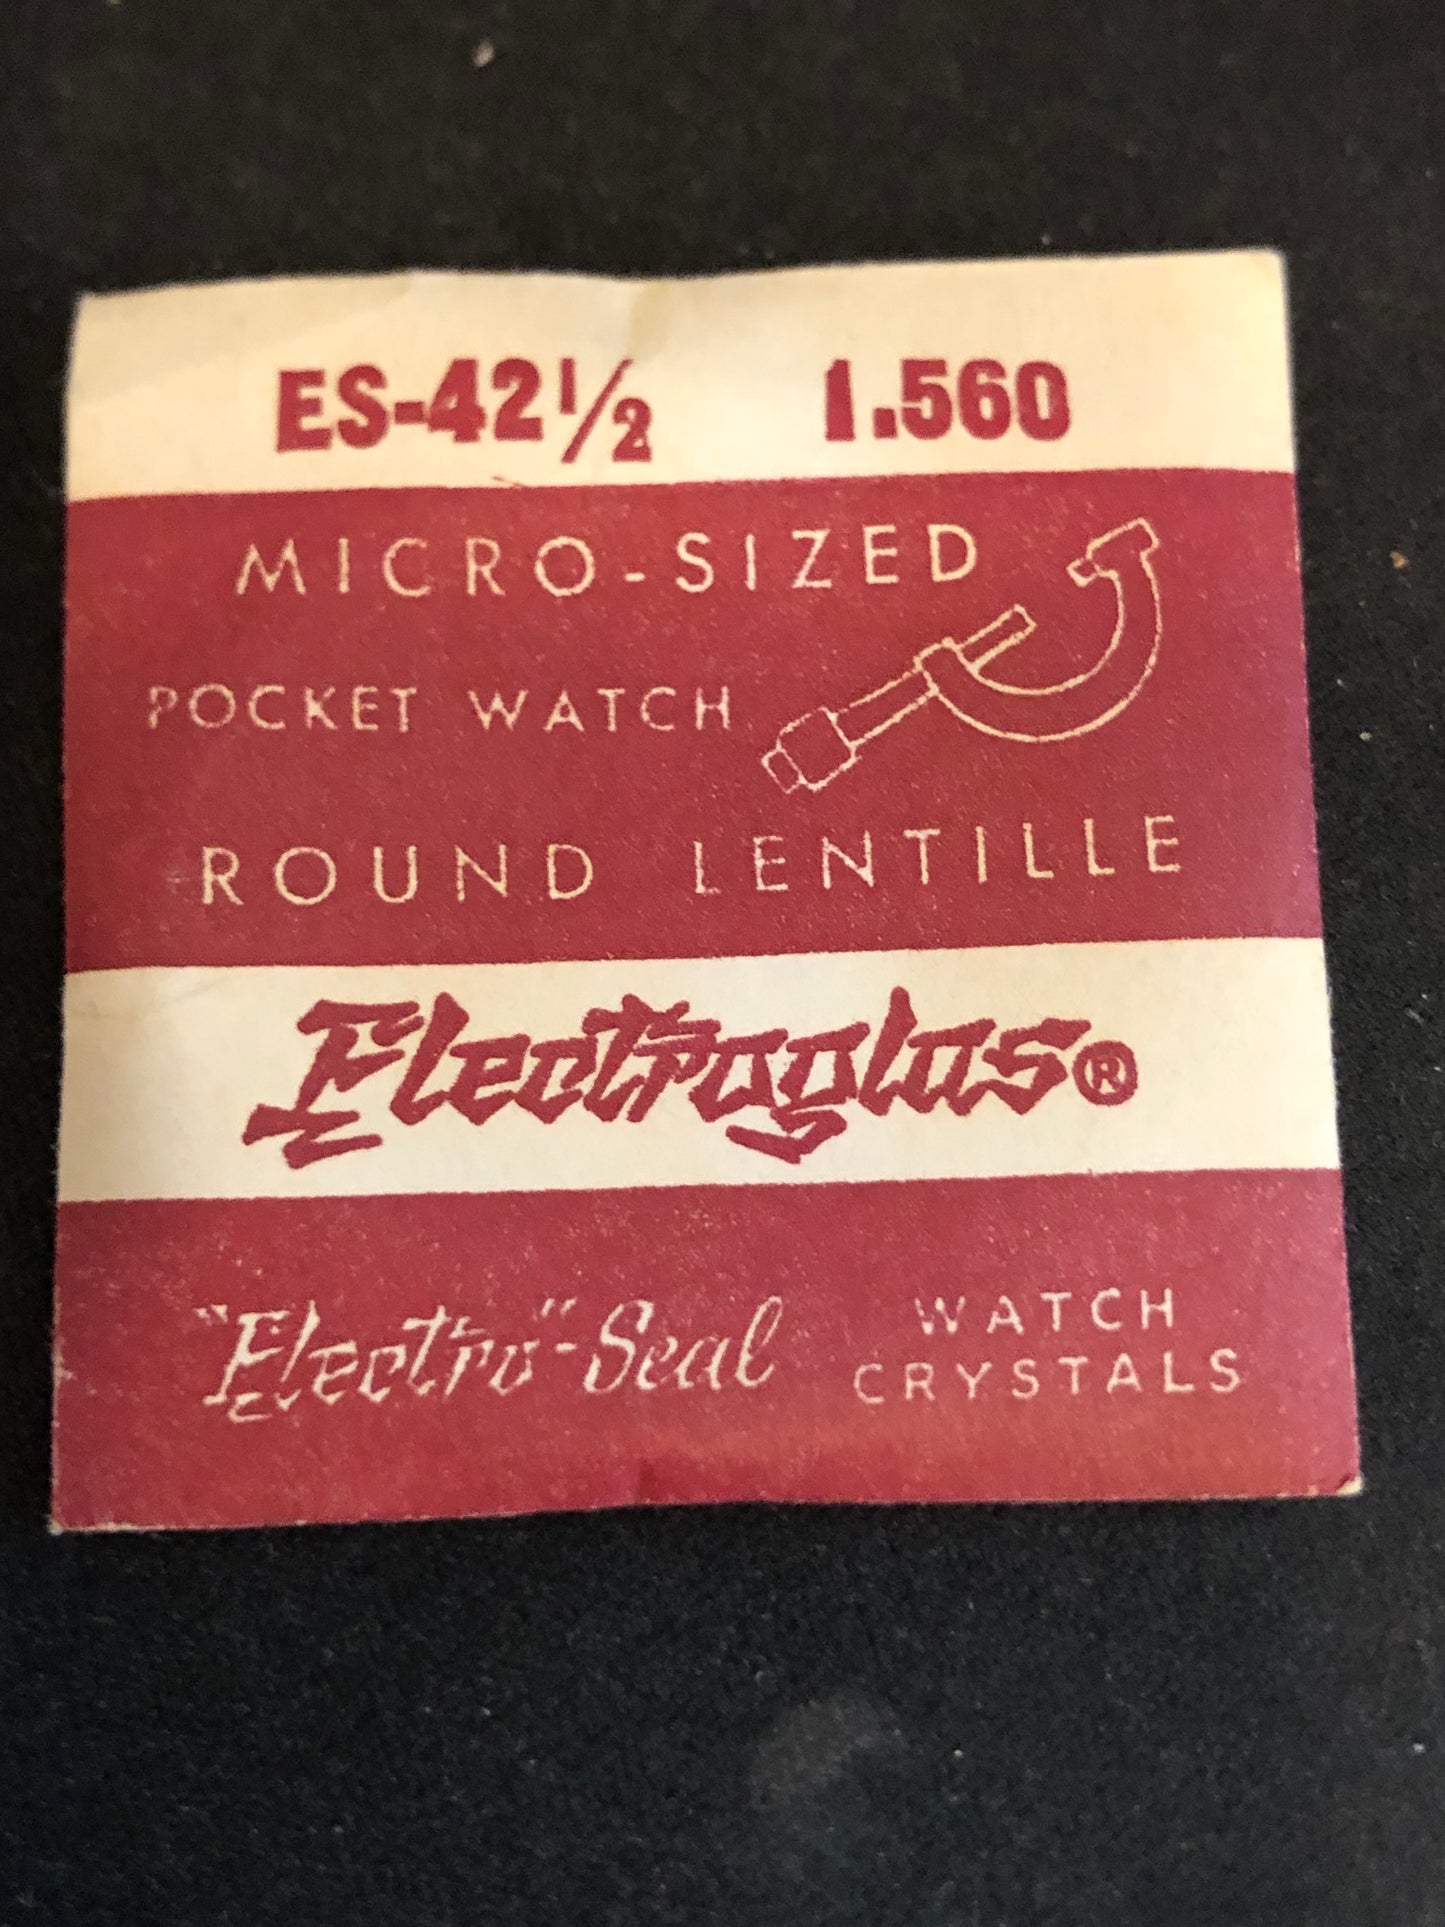 ES-42½ 1.560
MICRO-SIZED
POCKET WATCH
ROUND LENTILLE
Electroglas®
"Electro"-Seal WATCH
CRYSTALS